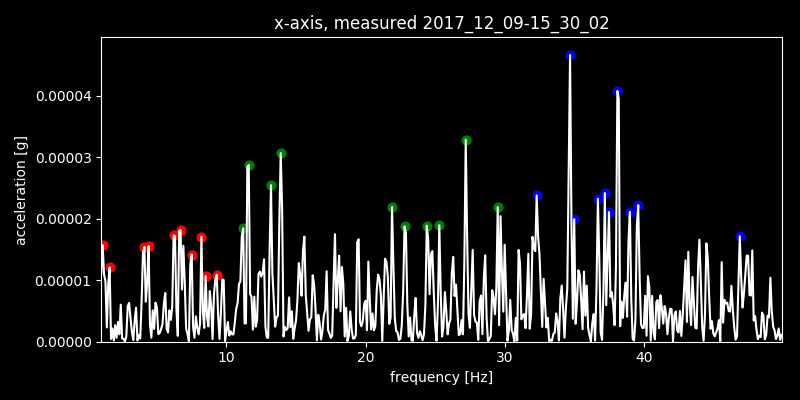 x-axis, measured 2017_12_09-15_30_02
acceleration [g]
0.00004
0.00003
0.00002
0.00001
0.00000
10 20 30 40
frequency [Hz]